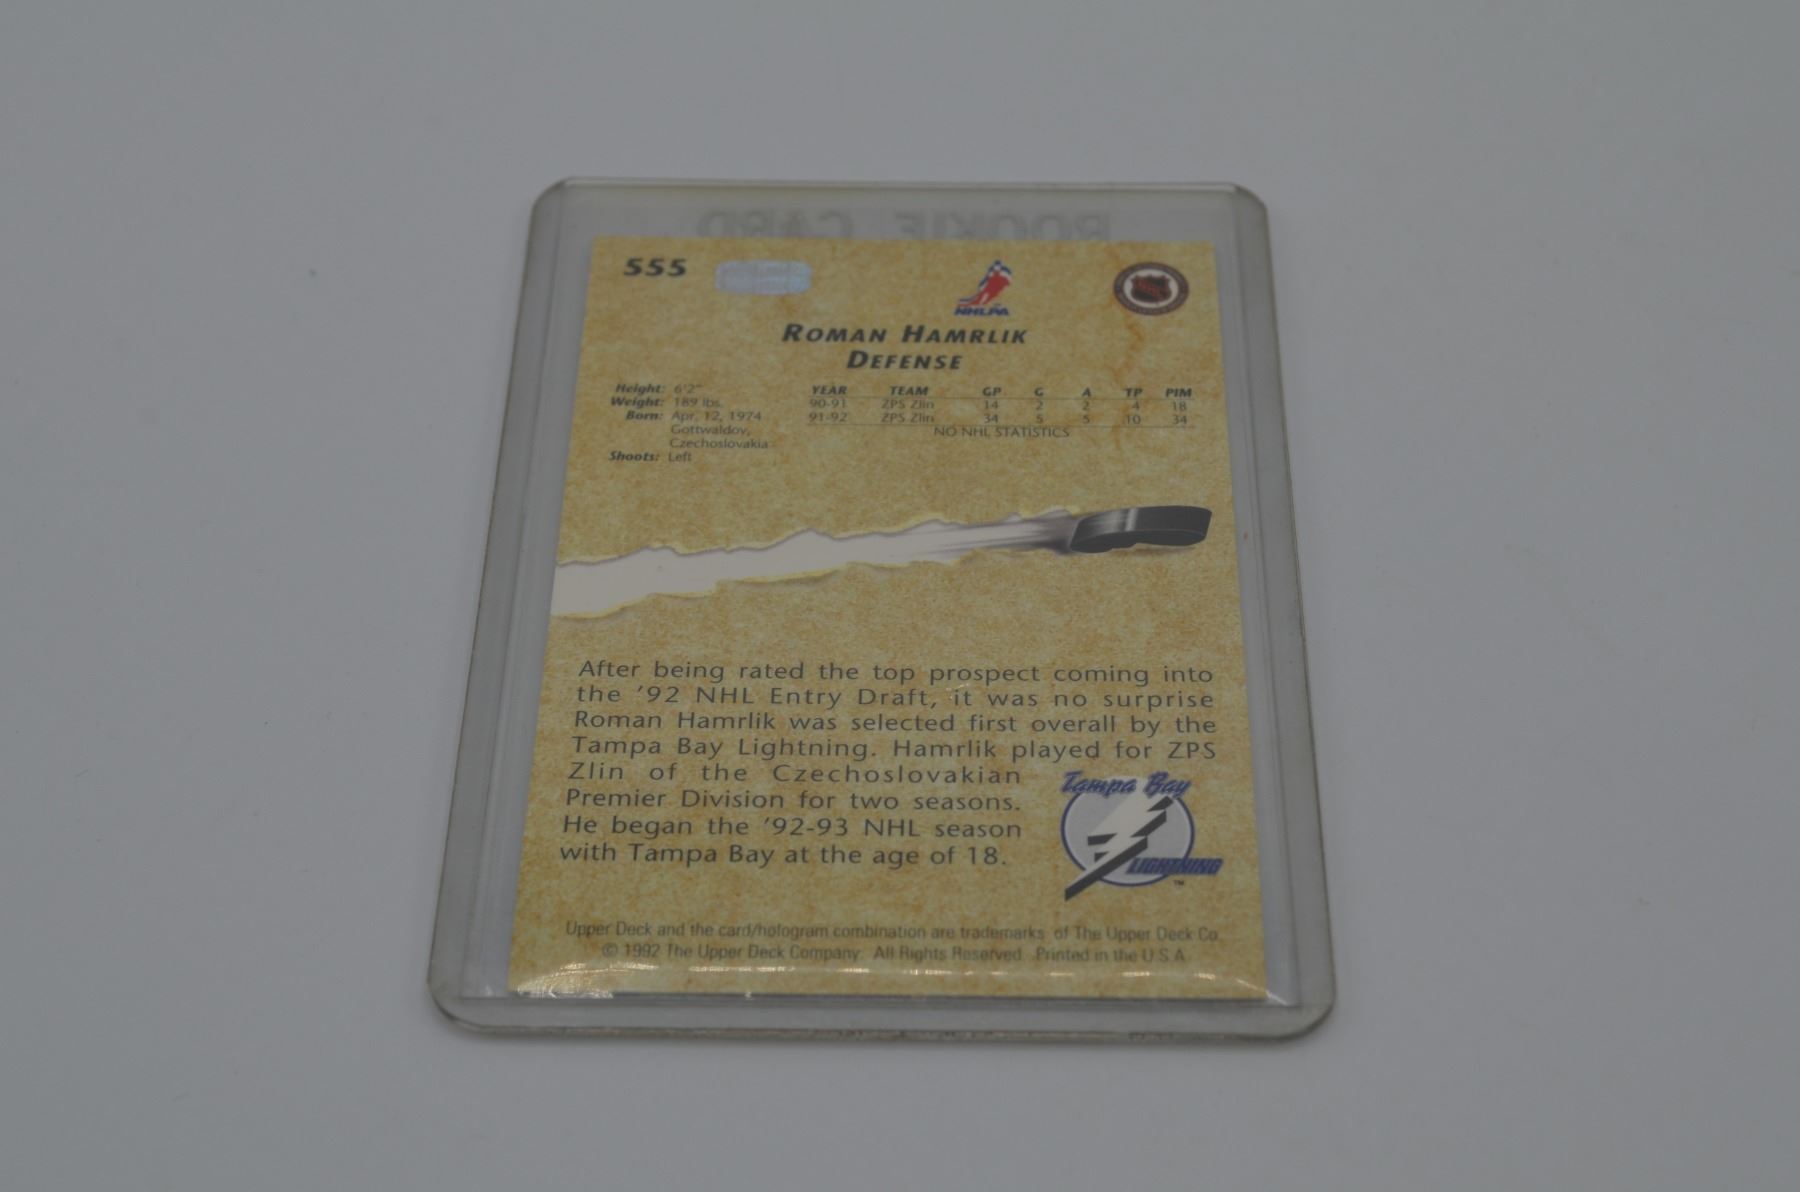 ROOKIE CARD
555
NHLPA
ROMAN HAMRLIK
DEFENSE
Height: 6'2"
Weight: 189 lbs.
Born: Apr. 12, 1974
Gottwaldov,
Czechoslovakia
Shoots: Left
YEAR TEAM GP G A TP PIM
90-91 ZPS Zlin 14 2 2 4 18
91-92 ZPS Zlin 34 5 5 10 34
NO NHL STATISTICS
After being rated the top prospect coming into
the '92 NHL Entry Draft, it was no surprise
Roman Hamrlik was selected first overall by the
Tampa Bay Lightning. Hamrlik played for ZPS
Zlin of the Czechoslovakian
Premier Division for two seasons.
He began the '92-93 NHL season
with Tampa Bay at the age of 18.
Tampa Bay
LIGHTNING
TM
Upper Deck and the card/hologram combination are trademarks of The Upper Deck Co.
© 1992 The Upper Deck Company. All Rights Reserved. Printed in the U.S.A.